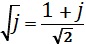 √j = (1 + j)/√2